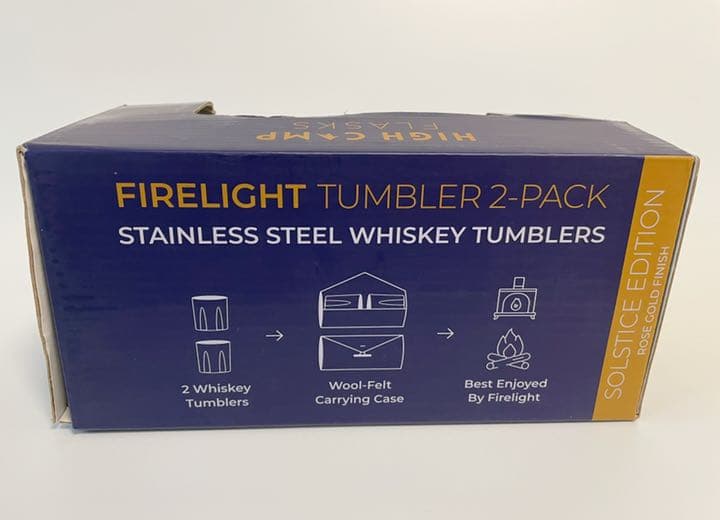 HIGH CAMP
FLASKS
FIRELIGHT TUMBLER 2-PACK
STAINLESS STEEL WHISKEY TUMBLERS
2 Whiskey
Tumblers
Wool-Felt
Carrying Case
Best Enjoyed
By Firelight
SOLSTICE EDITION
ROSE GOLD FINISH